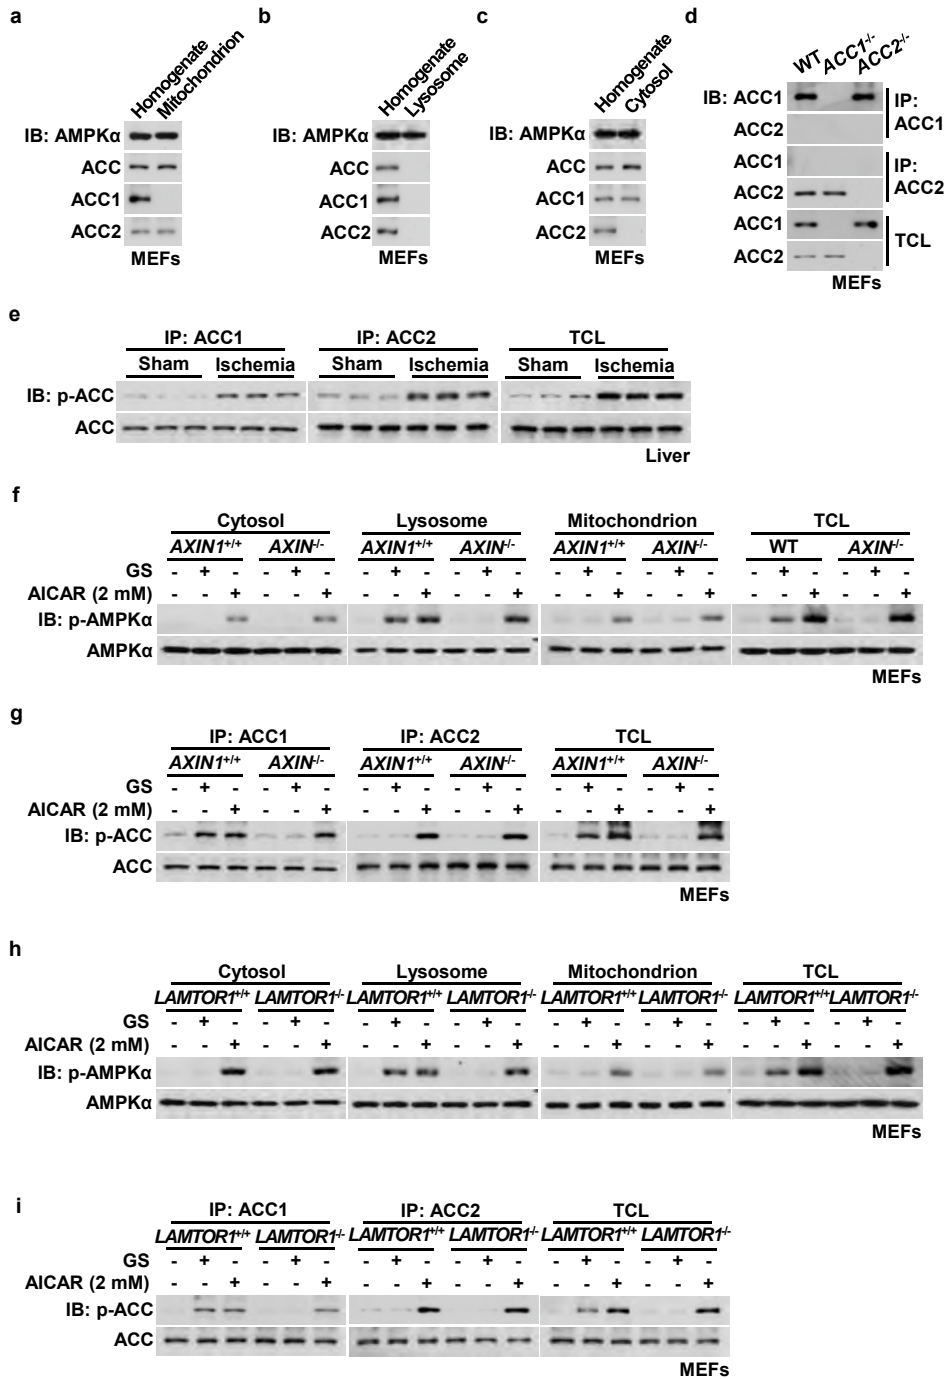 a
Homogenate
Mitochondrion
IB: AMPKα
ACC
ACC1
ACC2
MEFs
b
Homogenate
Lysosome
IB: AMPKα
ACC
ACC1
ACC2
MEFs
c
Homogenate
Cytosol
IB: AMPKα
ACC
ACC1
ACC2
MEFs
d
WT ACC1-/- ACC2-/-
IB: ACC1
ACC2
IP: ACC1
ACC1
ACC2
IP: ACC2
ACC1
ACC2
TCL
MEFs
e
IP: ACC1 IP: ACC2 TCL
Sham Ischemia Sham Ischemia Sham Ischemia
IB: p-ACC
ACC
Liver
f
Cytosol Lysosome Mitochondrion TCL
AXIN1+/+ AXIN-/- AXIN1+/+ AXIN-/- AXIN1+/+ AXIN-/- WT AXIN-/-
GS - + - - + - - + - - + - - + - - + - - + - - + -
AICAR (2 mM) - - + - - + - - + - - + - - + - - + - - + - - +
IB: p-AMPKα
AMPKα
MEFs
g
IP: ACC1 IP: ACC2 TCL
AXIN1+/+ AXIN-/- AXIN1+/+ AXIN-/- AXIN1+/+ AXIN-/-
GS - + - - + - - + - - + - - + - - + -
AICAR (2 mM) - - + - - + - - + - - + - - + - - +
IB: p-ACC
ACC
MEFs
h
Cytosol Lysosome Mitochondrion TCL
LAMTOR1+/+ LAMTOR1-/- LAMTOR1+/+ LAMTOR1-/- LAMTOR1+/+ LAMTOR1-/- LAMTOR1+/+ LAMTOR1-/-
GS - + - - + - - + - - + - - + - - + - - + - - + -
AICAR (2 mM) - - + - - + - - + - - + - - + - - + - - + - - +
IB: p-AMPKα
AMPKα
MEFs
i
IP: ACC1 IP: ACC2 TCL
LAMTOR1+/+ LAMTOR1-/- LAMTOR1+/+ LAMTOR1-/- LAMTOR1+/+ LAMTOR1-/-
GS - + - - + - - + - - + - - + - - + -
AICAR (2 mM) - - + - - + - - + - - + - - + - - +
IB: p-ACC
ACC
MEFs